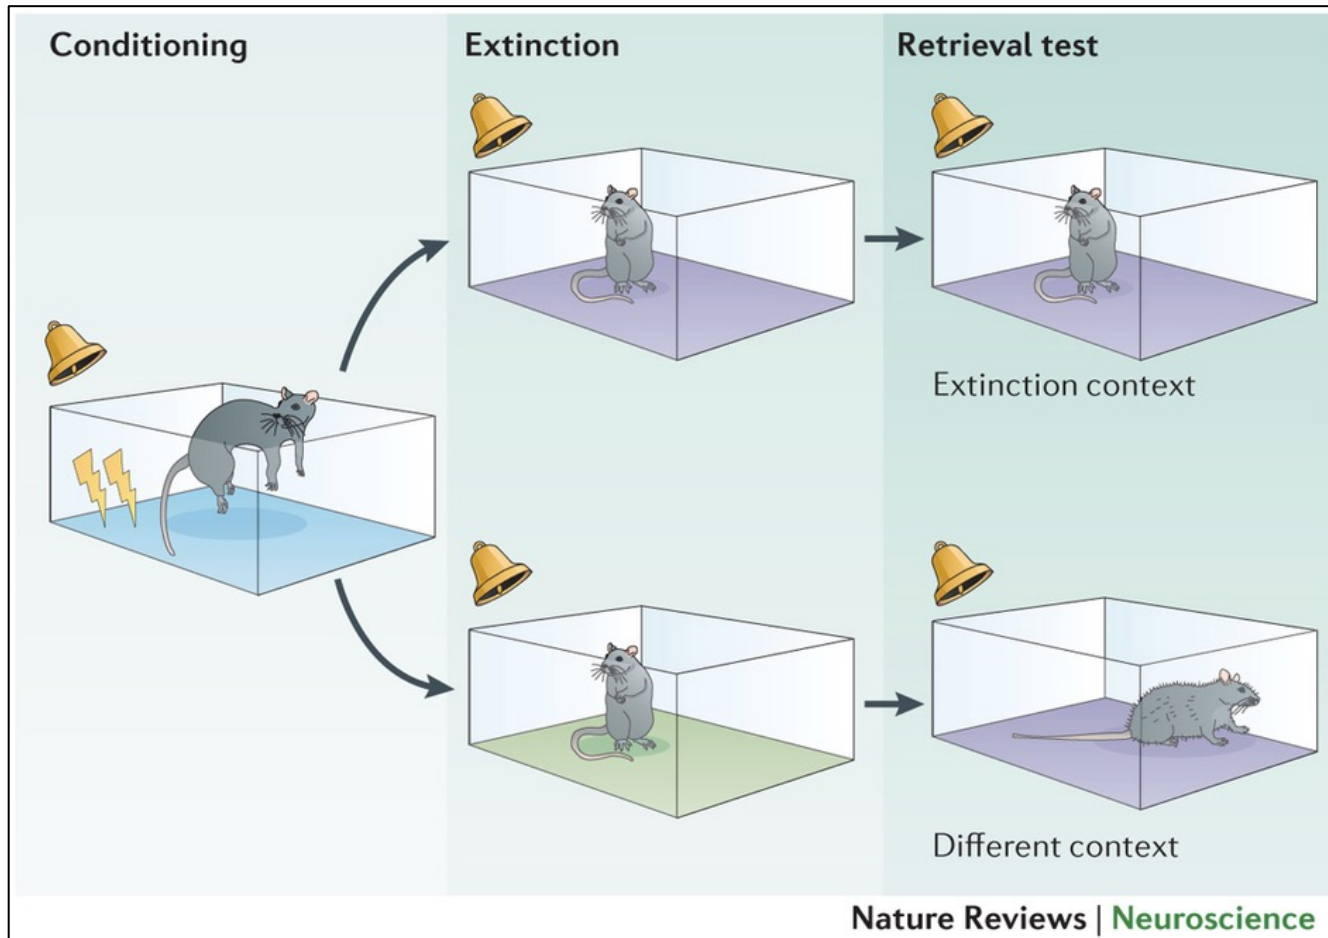 Conditioning
Extinction
Retrieval test
Extinction context
Different context
Nature Reviews | Neuroscience